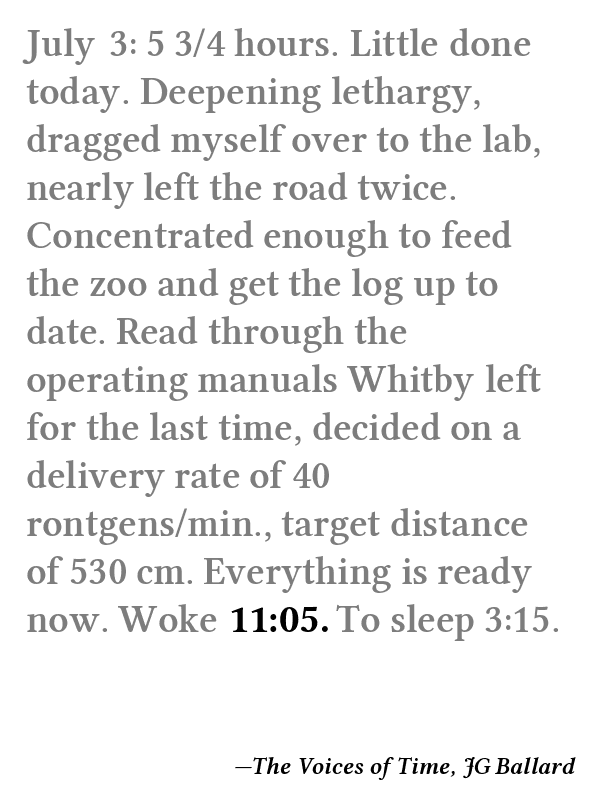 July 3: 5 3/4 hours. Little done
today. Deepening lethargy,
dragged myself over to the lab,
nearly left the road twice.
Concentrated enough to feed
the zoo and get the log up to
date. Read through the
operating manuals Whitby left
for the last time, decided on a
delivery rate of 40
rontgens/min., target distance
of 530 cm. Everything is ready
now. Woke 11:05. To sleep 3:15.
—The Voices of Time, JG Ballard